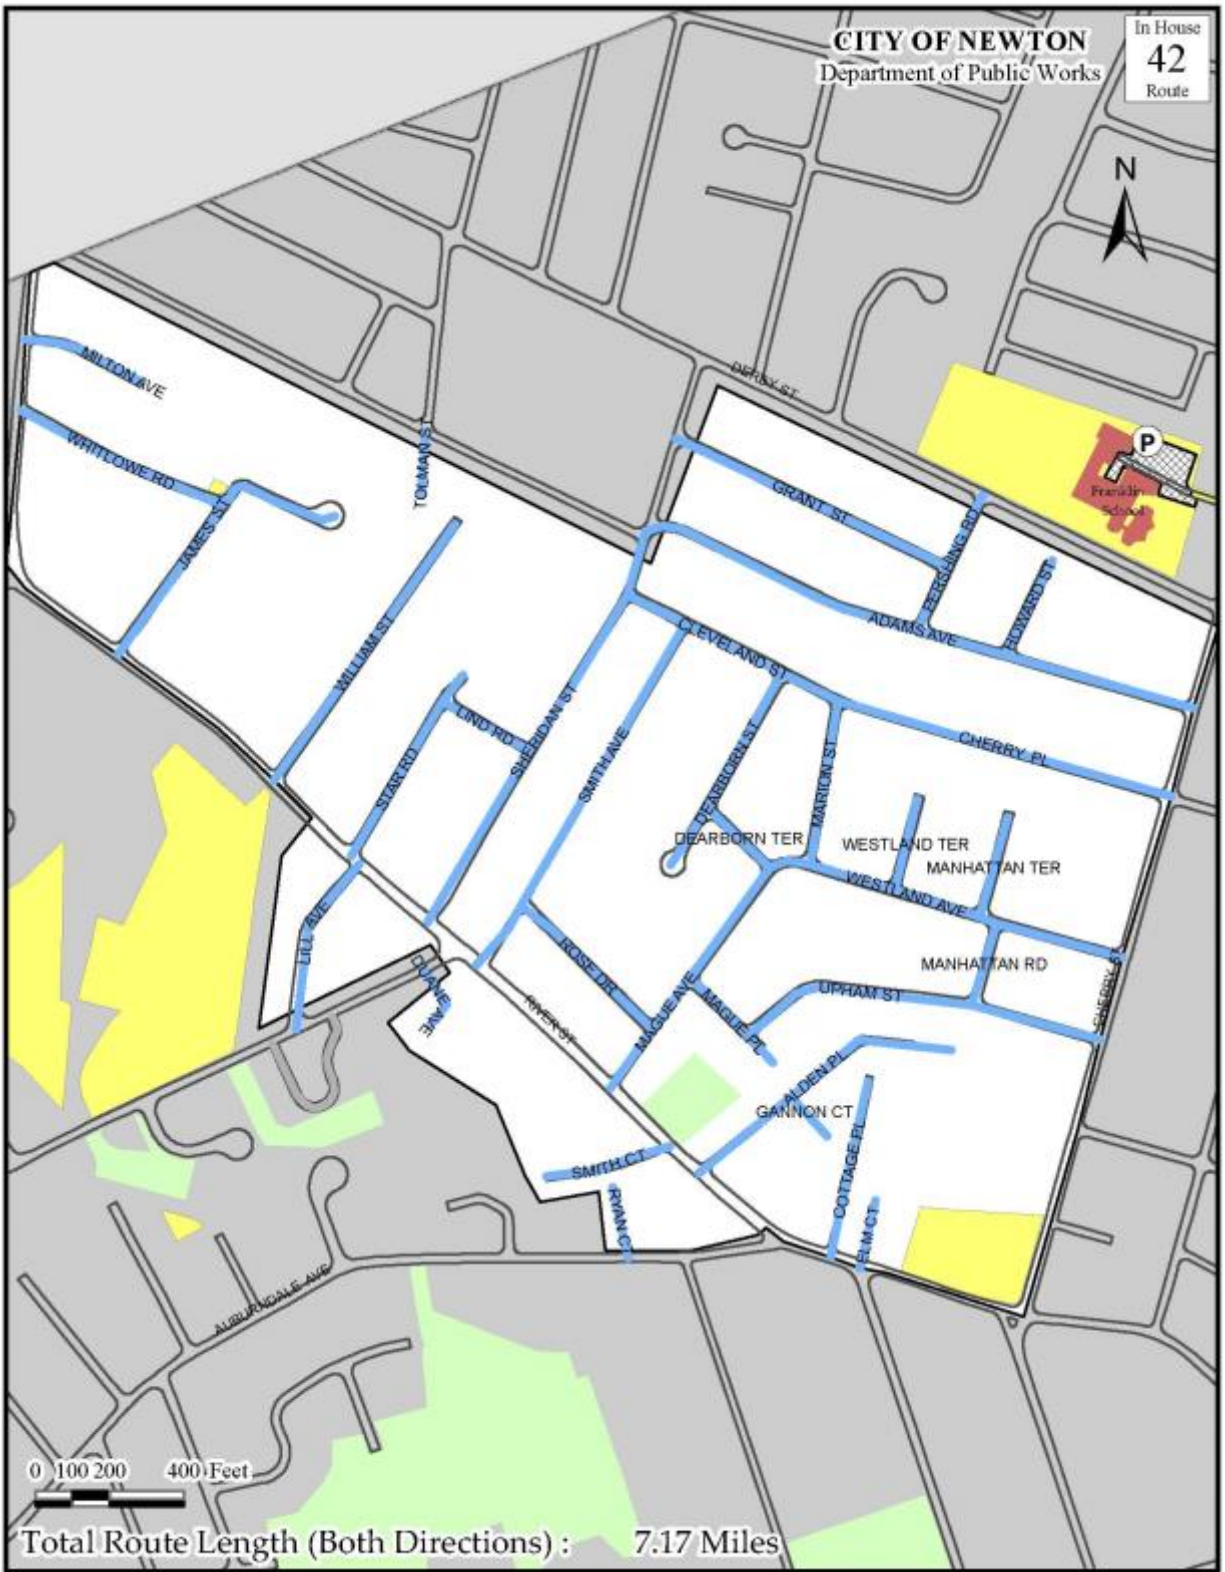 CITY OF NEWTON
Department of Public Works
In House
42
Route
N
MILTON AVE
WHITLOWE RD
JAMES ST
TOLMAN ST
DERBY ST
P
Franklin
School
GRANT ST
PERSHING RD
HOWARD ST
ADAMS AVE
CLEVELAND ST
WILLIAM ST
LIND RD
SHERIDAN ST
STAR RD
SMITH AVE
DEARBORN ST
MARION ST
CHERRY PL
DEARBORN TER
WESTLAND TER
MANHATTAN TER
WESTLAND AVE
LILL AVE
ROSE DR
MANHATTAN RD
DUANE AVE
RIVER ST
MAGUE AVE
MAGUE PL
UPHAM ST
CHERRY ST
ALDEN PL
GANNON CT
SMITH CT
RYAN CT
COTTAGE PL
ELM CT
AUBURNDALE AVE
0 100 200 400 Feet
Total Route Length (Both Directions) : 7.17 Miles